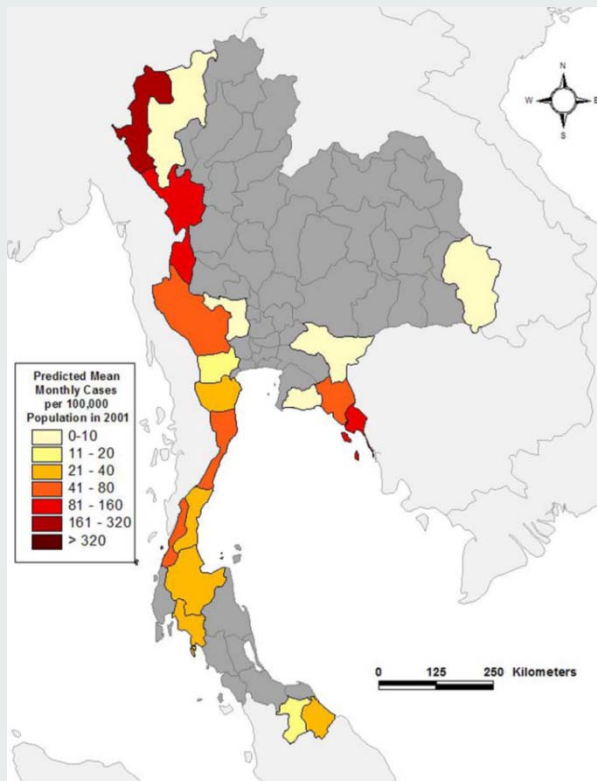 N
W E
S
Predicted Mean
Monthly Cases
per 100,000
Population in 2001
0-10
11 - 20
21 - 40
41 - 80
81 - 160
161 - 320
> 320
0 125 250 Kilometers